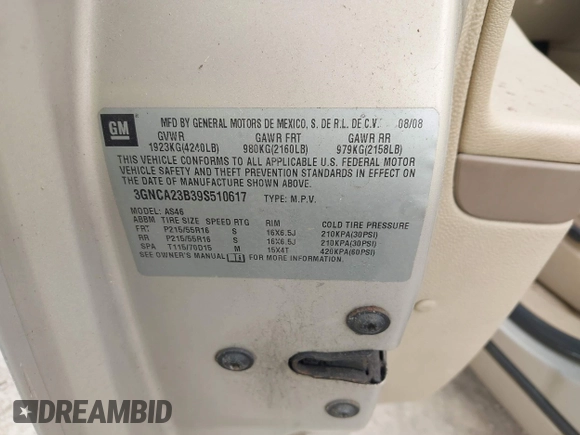 GM
MFD BY GENERAL MOTORS DE MEXICO, S. DE R.L. DE C.V. 08/08
GVWR GAWR FRT GAWR RR
1923KG(4240LB) 980KG(2160LB) 979KG(2158LB)
THIS VEHICLE CONFORMS TO ALL APPLICABLE U.S. FEDERAL MOTOR
VEHICLE SAFETY AND THEFT PREVENTION STANDARDS IN EFFECT ON
THE DATE OF MANUFACTURE SHOWN ABOVE.
3GNCA23B39S510617 TYPE: M.P.V.
MODEL: AS46
ABBM TIRE SIZE SPEED RTG RIM COLD TIRE PRESSURE
FRT P215/55R16 S 16X6.5J 210KPA(30PSI)
RR P215/55R16 S 16X6.5J 210KPA(30PSI)
SPA T115/70D15 M 15X4T 420KPA(60PSI)
SEE OWNER'S MANUAL FOR MORE INFORMATION.
DREAMBID